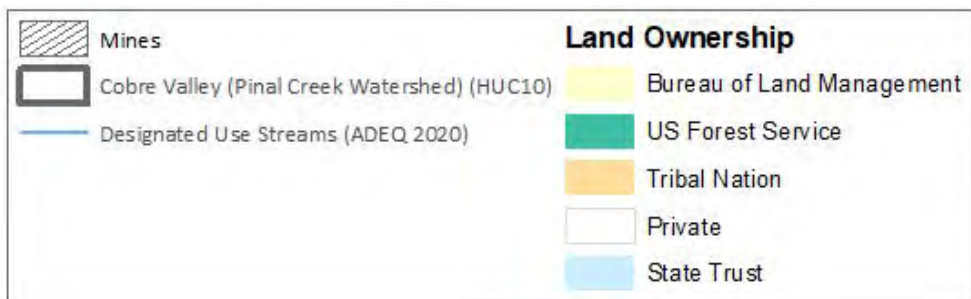 Mines
Cobre Valley (Pinal Creek Watershed) (HUC10)
Designated Use Streams (ADEQ 2020)
Land Ownership
Bureau of Land Management
US Forest Service
Tribal Nation
Private
State Trust